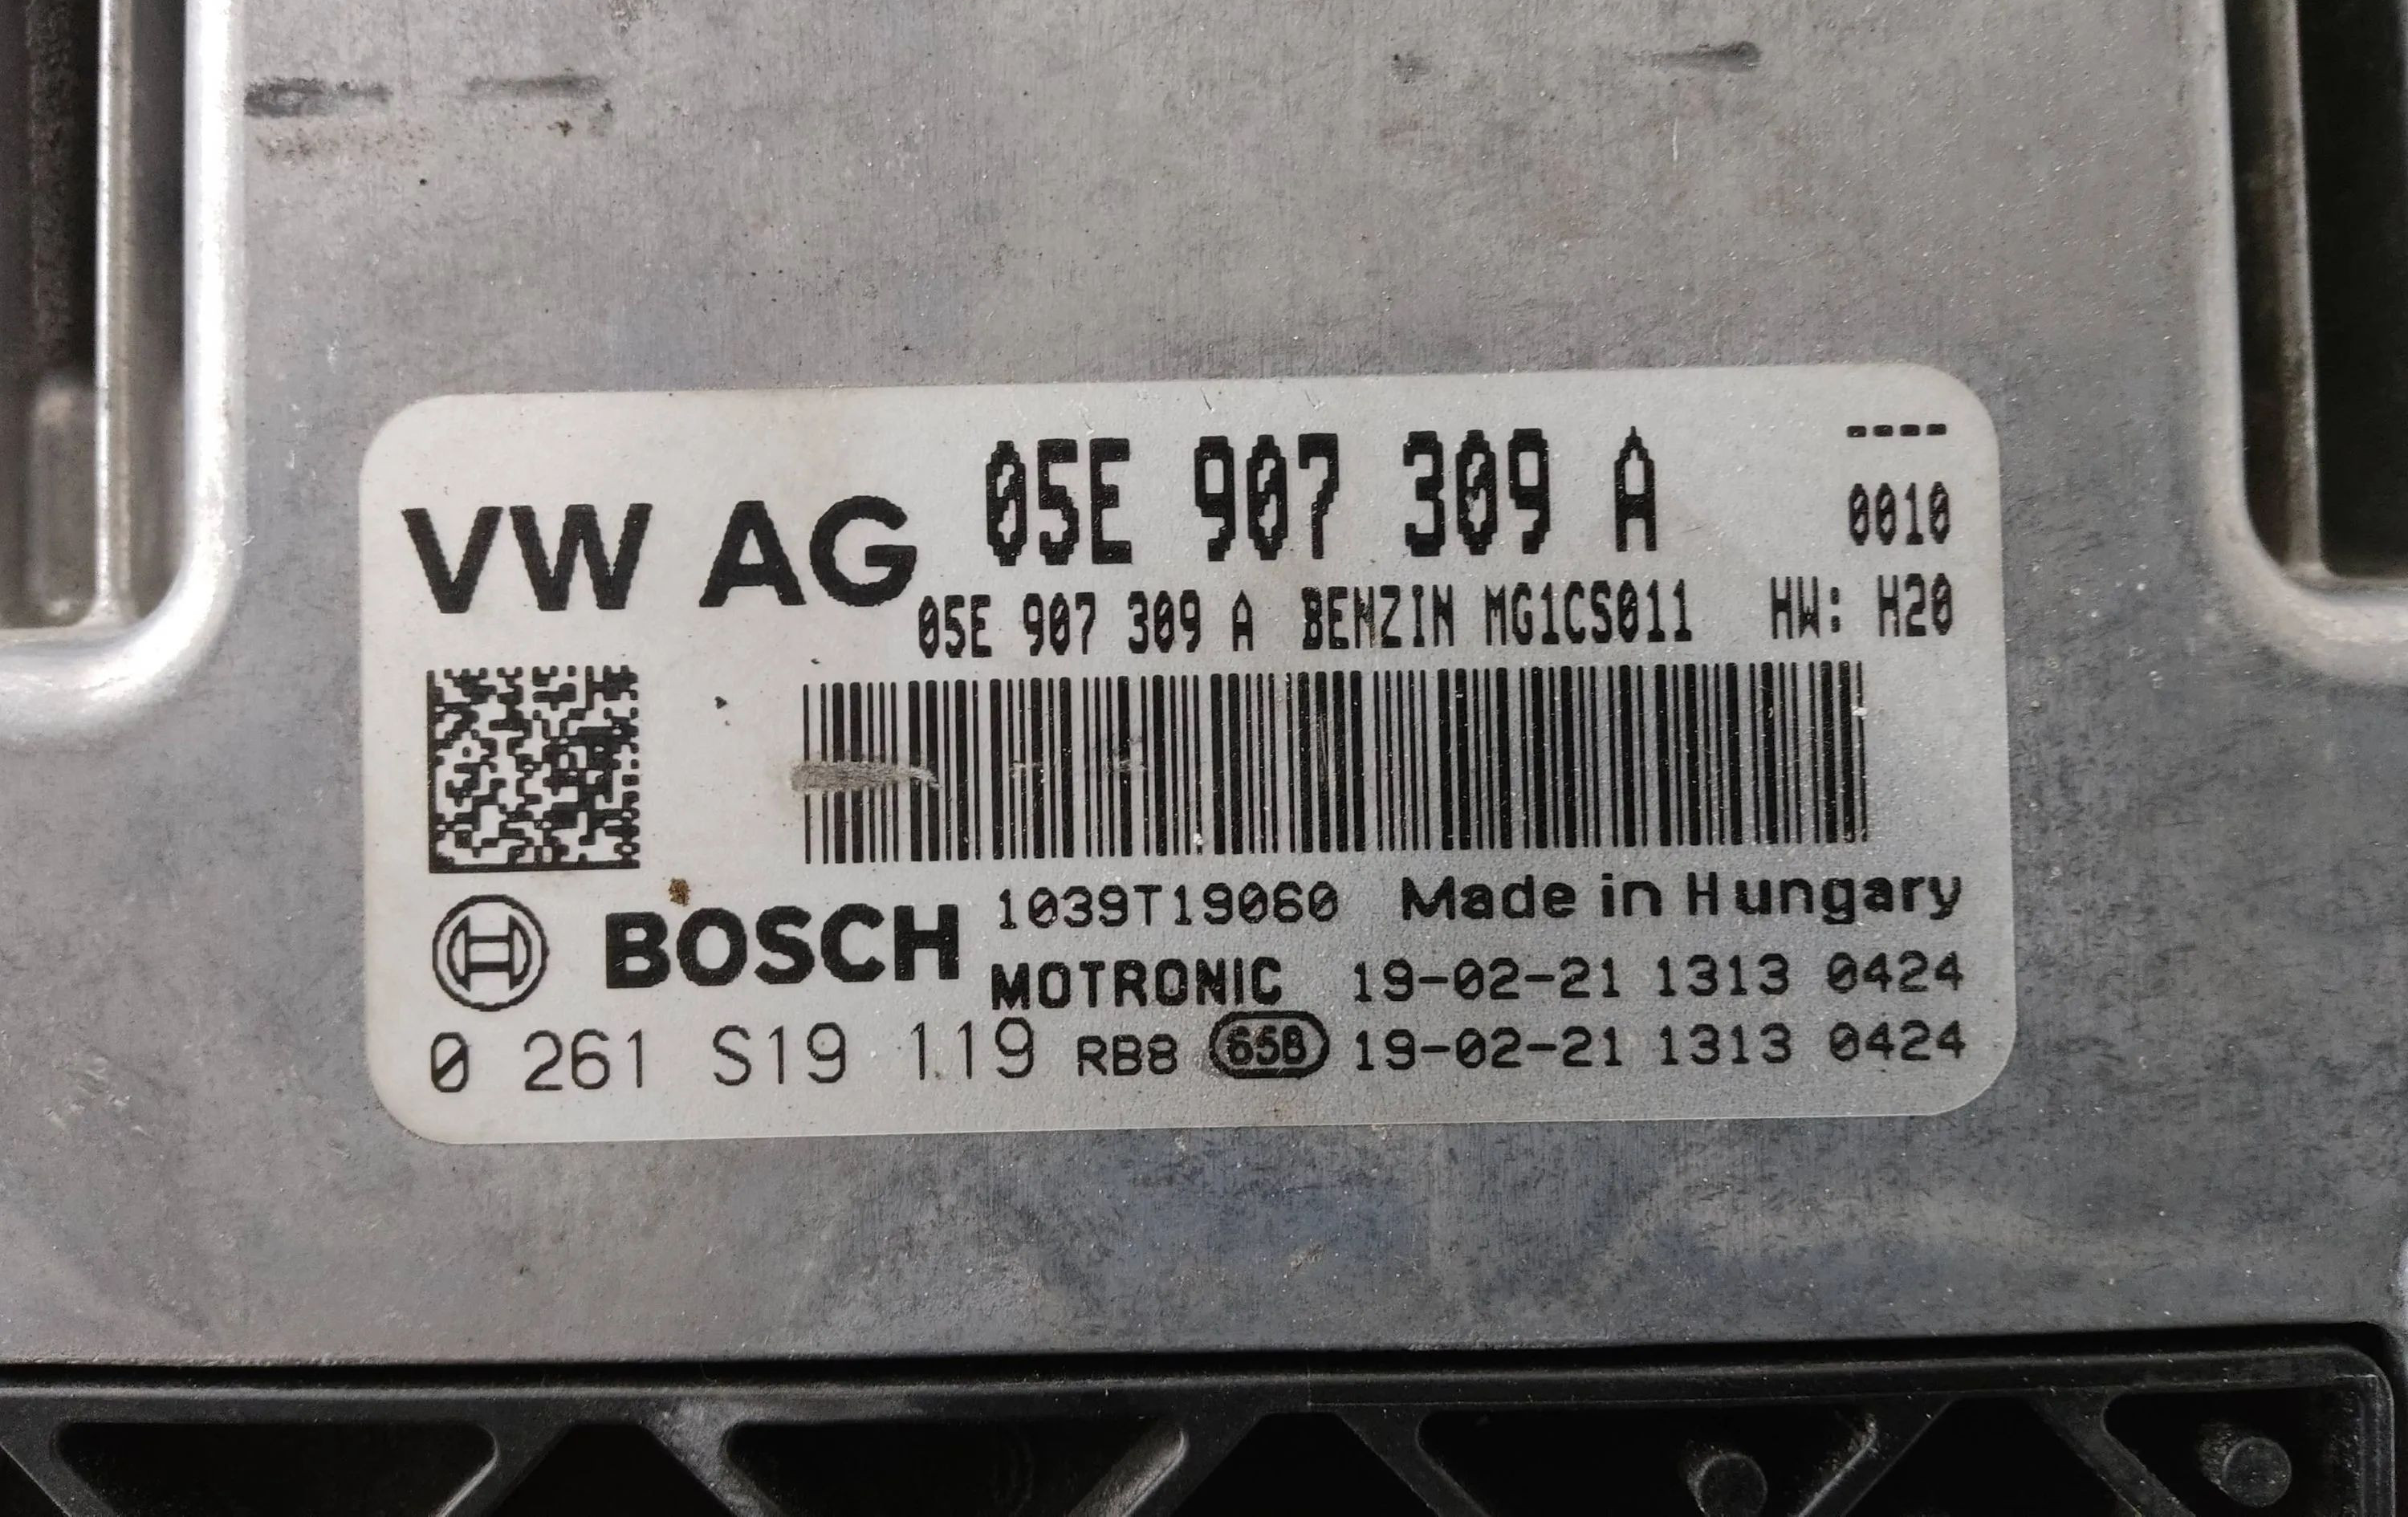 VW AG 05E 907 309 A ----
0010
05E 907 309 A BENZIN MG1CS011 HW: H20
BOSCH 1039T19060 Made in Hungary
MOTRONIC 19-02-21 1313 0424
0 261 S19 119 RB8 65B 19-02-21 1313 0424